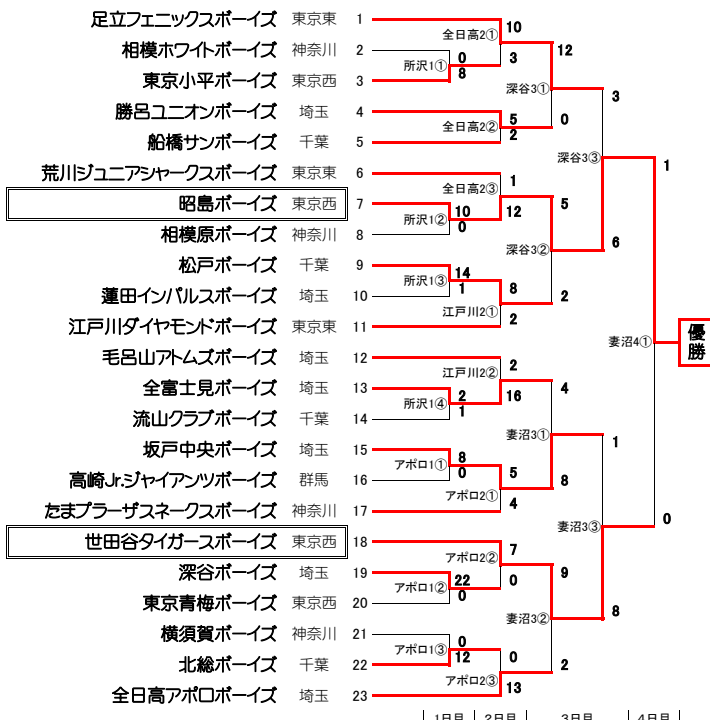 足立フェニックスボーイズ 東京東 1
全日高2① 10
相模ホワイトボーイズ 神奈川 2
12
所沢1① 0 3
8
東京小平ボーイズ 東京西 3
深谷3① 3
勝呂ユニオンボーイズ 埼玉 4
全日高2② 5 0
2
船橋サンボーイズ 千葉 5
深谷3③ 1
荒川ジュニアシャークスボーイズ 東京東 6
全日高2③ 1
昭島ボーイズ 東京西 7
所沢1② 10 12 5
0
相模原ボーイズ 神奈川 8
深谷3② 6
松戸ボーイズ 千葉 9
所沢1③ 14 8
1 2
蓮田インパルスボーイズ 埼玉 10
江戸川2① 2
江戸川ダイヤモンドボーイズ 東京東 11
妻沼4① 優勝
毛呂山アトムズボーイズ 埼玉 12
江戸川2② 2
全富士見ボーイズ 埼玉 13
所沢1④ 2 16 4
1
流山クラブボーイズ 千葉 14
妻沼3① 1
坂戸中央ボーイズ 埼玉 15
アポロ1① 8 5 8
0
高崎Jr.ジャイアンツボーイズ 群馬 16
アポロ2① 4
たまプラーザスネークスボーイズ 神奈川 17
妻沼3③ 0
世田谷タイガースボーイズ 東京西 18
アポロ2② 7
深谷ボーイズ 埼玉 19
アポロ1② 22 0 9
0
東京青梅ボーイズ 東京西 20
妻沼3② 8
横須賀ボーイズ 神奈川 21
アポロ1③ 0 0 2
12
北総ボーイズ 千葉 22
アポロ2③ 13
全日高アポロボーイズ 埼玉 23
1日目 2日目 3日目 4日目